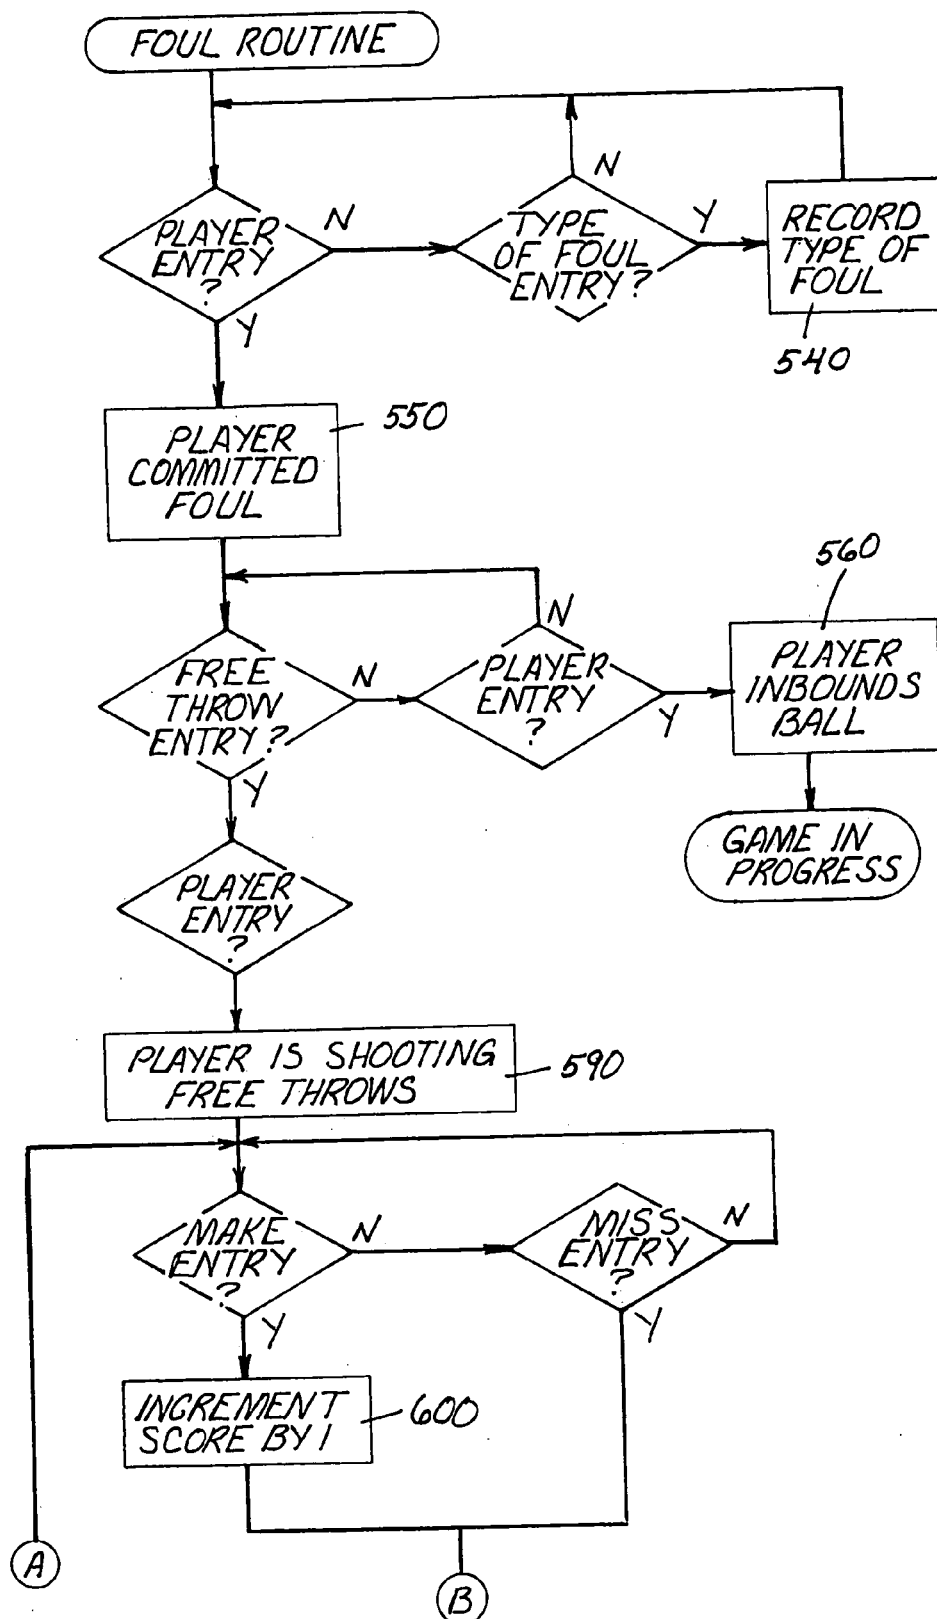 FOUL ROUTINE
N
PLAYER
ENTRY
?
N
TYPE
OF FOUL
ENTRY?
Y
RECORD
TYPE OF
FOUL
Y
540
PLAYER
COMMITTED
FOUL
550
560
N
FREE
THROW
ENTRY?
N
PLAYER
ENTRY
?
Y
PLAYER
INBOUNDS
BALL
Y
GAME IN
PROGRESS
PLAYER
ENTRY
?
PLAYER IS SHOOTING
FREE THROWS
590
MAKE
ENTRY
?
N
MISS
ENTRY
?
N
Y
Y
INCREMENT
SCORE BY 1
600
A
B